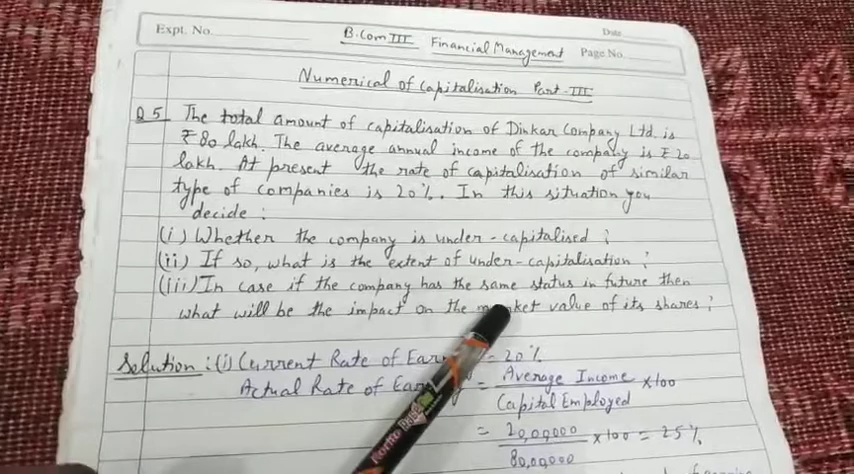 Expt. No.
B.Com III Financial Management
Date
Page No.
Numerical of Capitalisation Part-III
Q5. The total amount of capitalisation of Dinkar Company Ltd. is
₹80 lakh. The average annual income of the company is ₹20
lakh. At present the rate of capitalisation of similar
type of companies is 20%. In this situation you
decide:
(i) Whether the company is under-capitalised?
(ii) If so, what is the extent of under-capitalisation?
(iii) In case if the company has the same status in future then
what will be the impact on the market value of its shares?
Solution: (i) Current Rate of = 20%
Actual Rate of = Average Income ×100
Capital Employed
= 20,00,000 ×100 = 25%
80,00,000